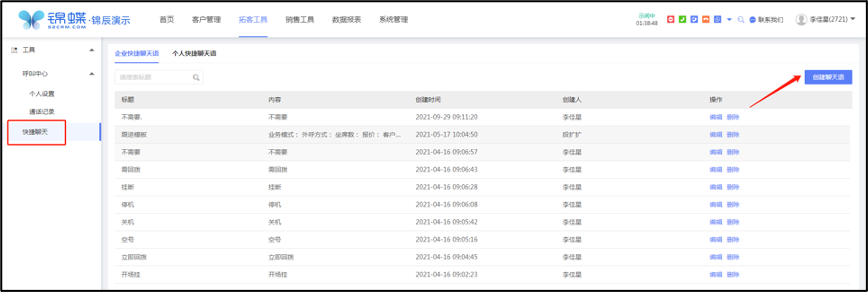 锦蝶·锦辰演示
52CRM.COM
首页 客户管理 拓客工具 销售工具 数据报表 系统管理
示闲中
01:38:48
联系我们
李佳星(2721)
工具
呼叫中心
个人设置
通话记录
快捷聊天
企业快捷聊天语 个人快捷聊天语
请搜索标题
创建聊天语
标题 内容 创建时间 创建人 操作
不需要、 不需要 2021-09-29 09:11:20 李佳星 编辑 删除
跟进模板 业务模式： 外呼方式： 坐席数： 报价： 客户... 2021-05-17 10:04:50 段扩扩 编辑 删除
不需要 不需要 2021-04-16 09:06:57 李佳星 编辑 删除
需回拨 需回拨 2021-04-16 09:06:43 李佳星 编辑 删除
挂断 挂断 2021-04-16 09:06:28 李佳星 编辑 删除
停机 停机 2021-04-16 09:06:08 李佳星 编辑 删除
关机 关机 2021-04-16 09:05:42 李佳星 编辑 删除
空号 空号 2021-04-16 09:05:16 李佳星 编辑 删除
立即回拨 立即回拨 2021-04-16 09:04:45 李佳星 编辑 删除
开场挂 开场挂 2021-04-16 09:02:23 李佳星 编辑 删除